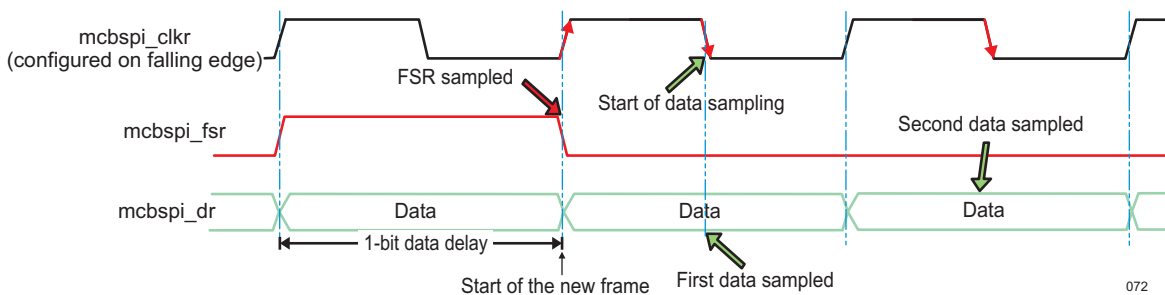 mcbspi_clkr
(configured on falling edge)
FSR sampled
Start of data sampling
mcbspi_fsr
Second data sampled
mcbspi_dr
Data
Data
Data
1-bit data delay
Start of the new frame
First data sampled
072